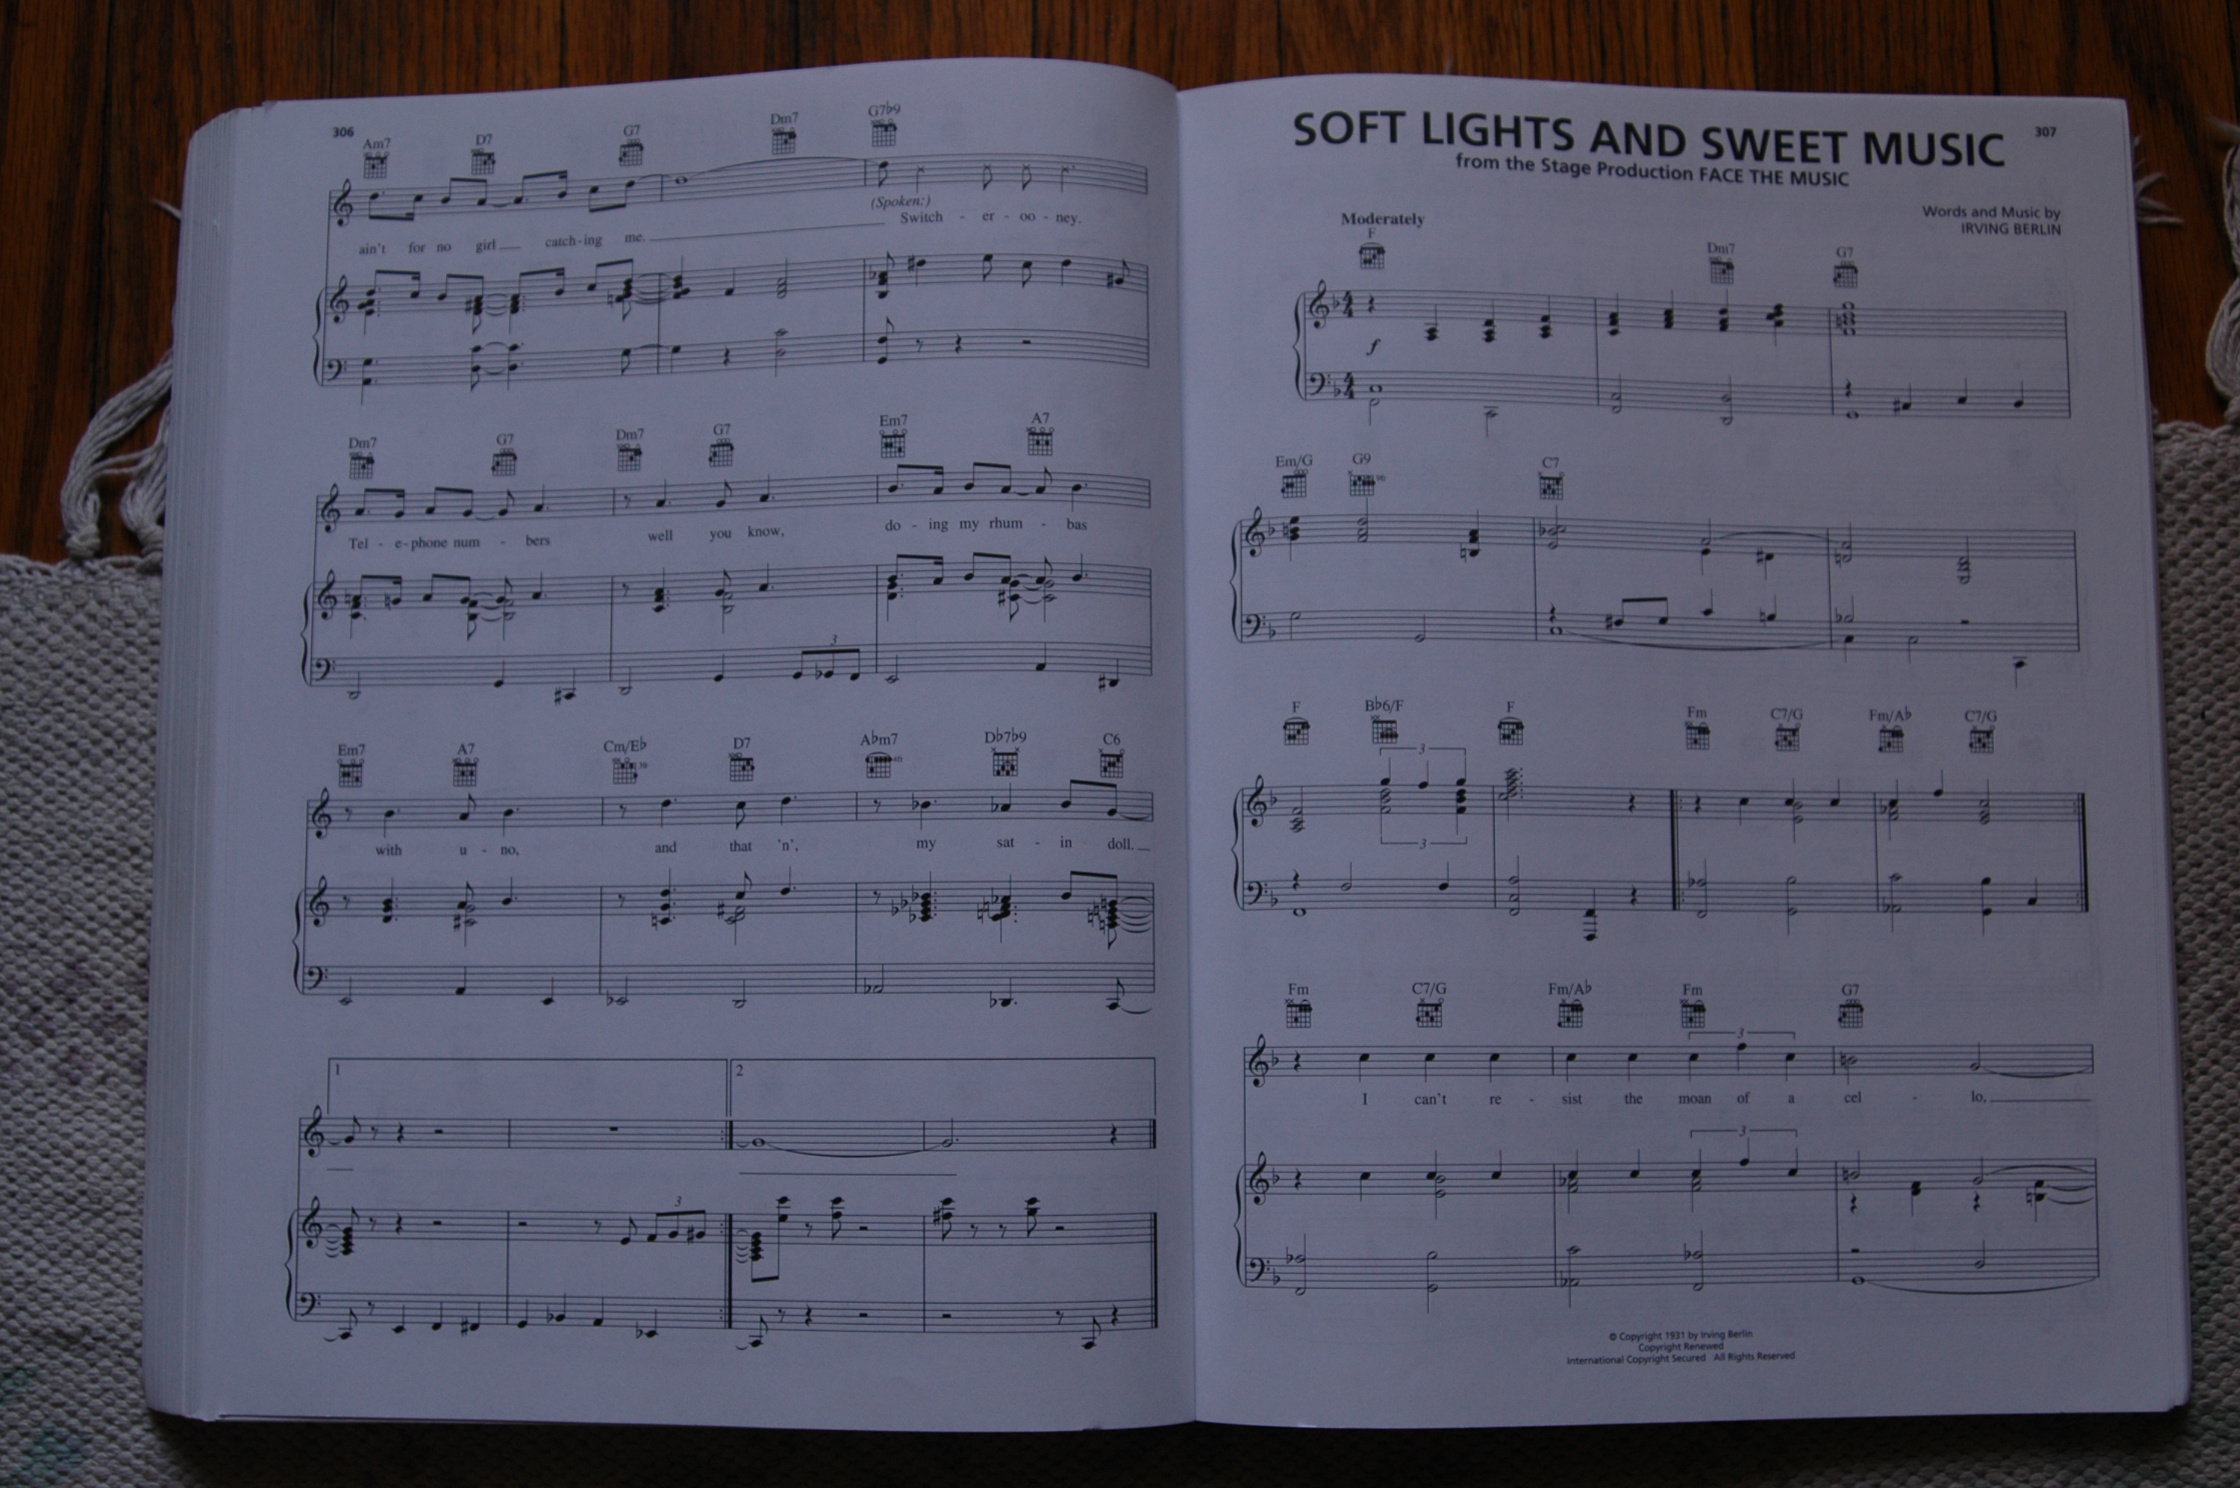 306
Am7 D7 G7 Dm7 G7♭9
(Spoken:)
ain't for no girl catch - ing me. Switch - er - oo - ney.
Dm7 G7 Dm7 G7 Em7 A7
Tel - e - phone num - bers well you know, do - ing my rhum - bas
3
Em7 A7 Cm/E♭ D7 A♭m7 D♭7♭9 C6
with u - no, and that 'n', my sat - in doll.
1 2
3
307
SOFT LIGHTS AND SWEET MUSIC
from the Stage Production FACE THE MUSIC
Words and Music by
IRVING BERLIN
Moderately
F Dm7 G7
4 4
f
4 4
Em/G G9 C7
F B♭6/F F Fm C7/G Fm/A♭ C7/G
3
3
Fm C7/G Fm/A♭ Fm G7
3
I can't re - sist the moan of a cel - lo,
3
© Copyright 1931 by Irving Berlin
Copyright Renewed
International Copyright Secured All Rights Reserved